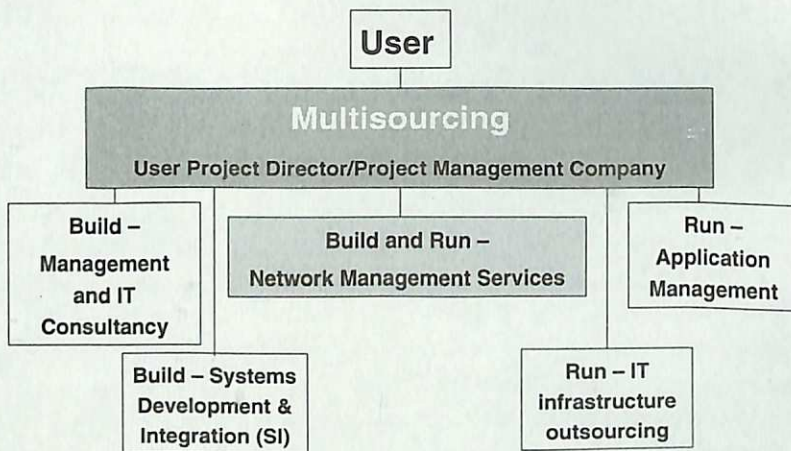 User
Multisourcing
User Project Director/Project Management Company
Build –
Management
and IT
Consultancy
Build and Run –
Network Management Services
Run –
Application
Management
Build – Systems
Development &
Integration (SI)
Run – IT
infrastructure
outsourcing